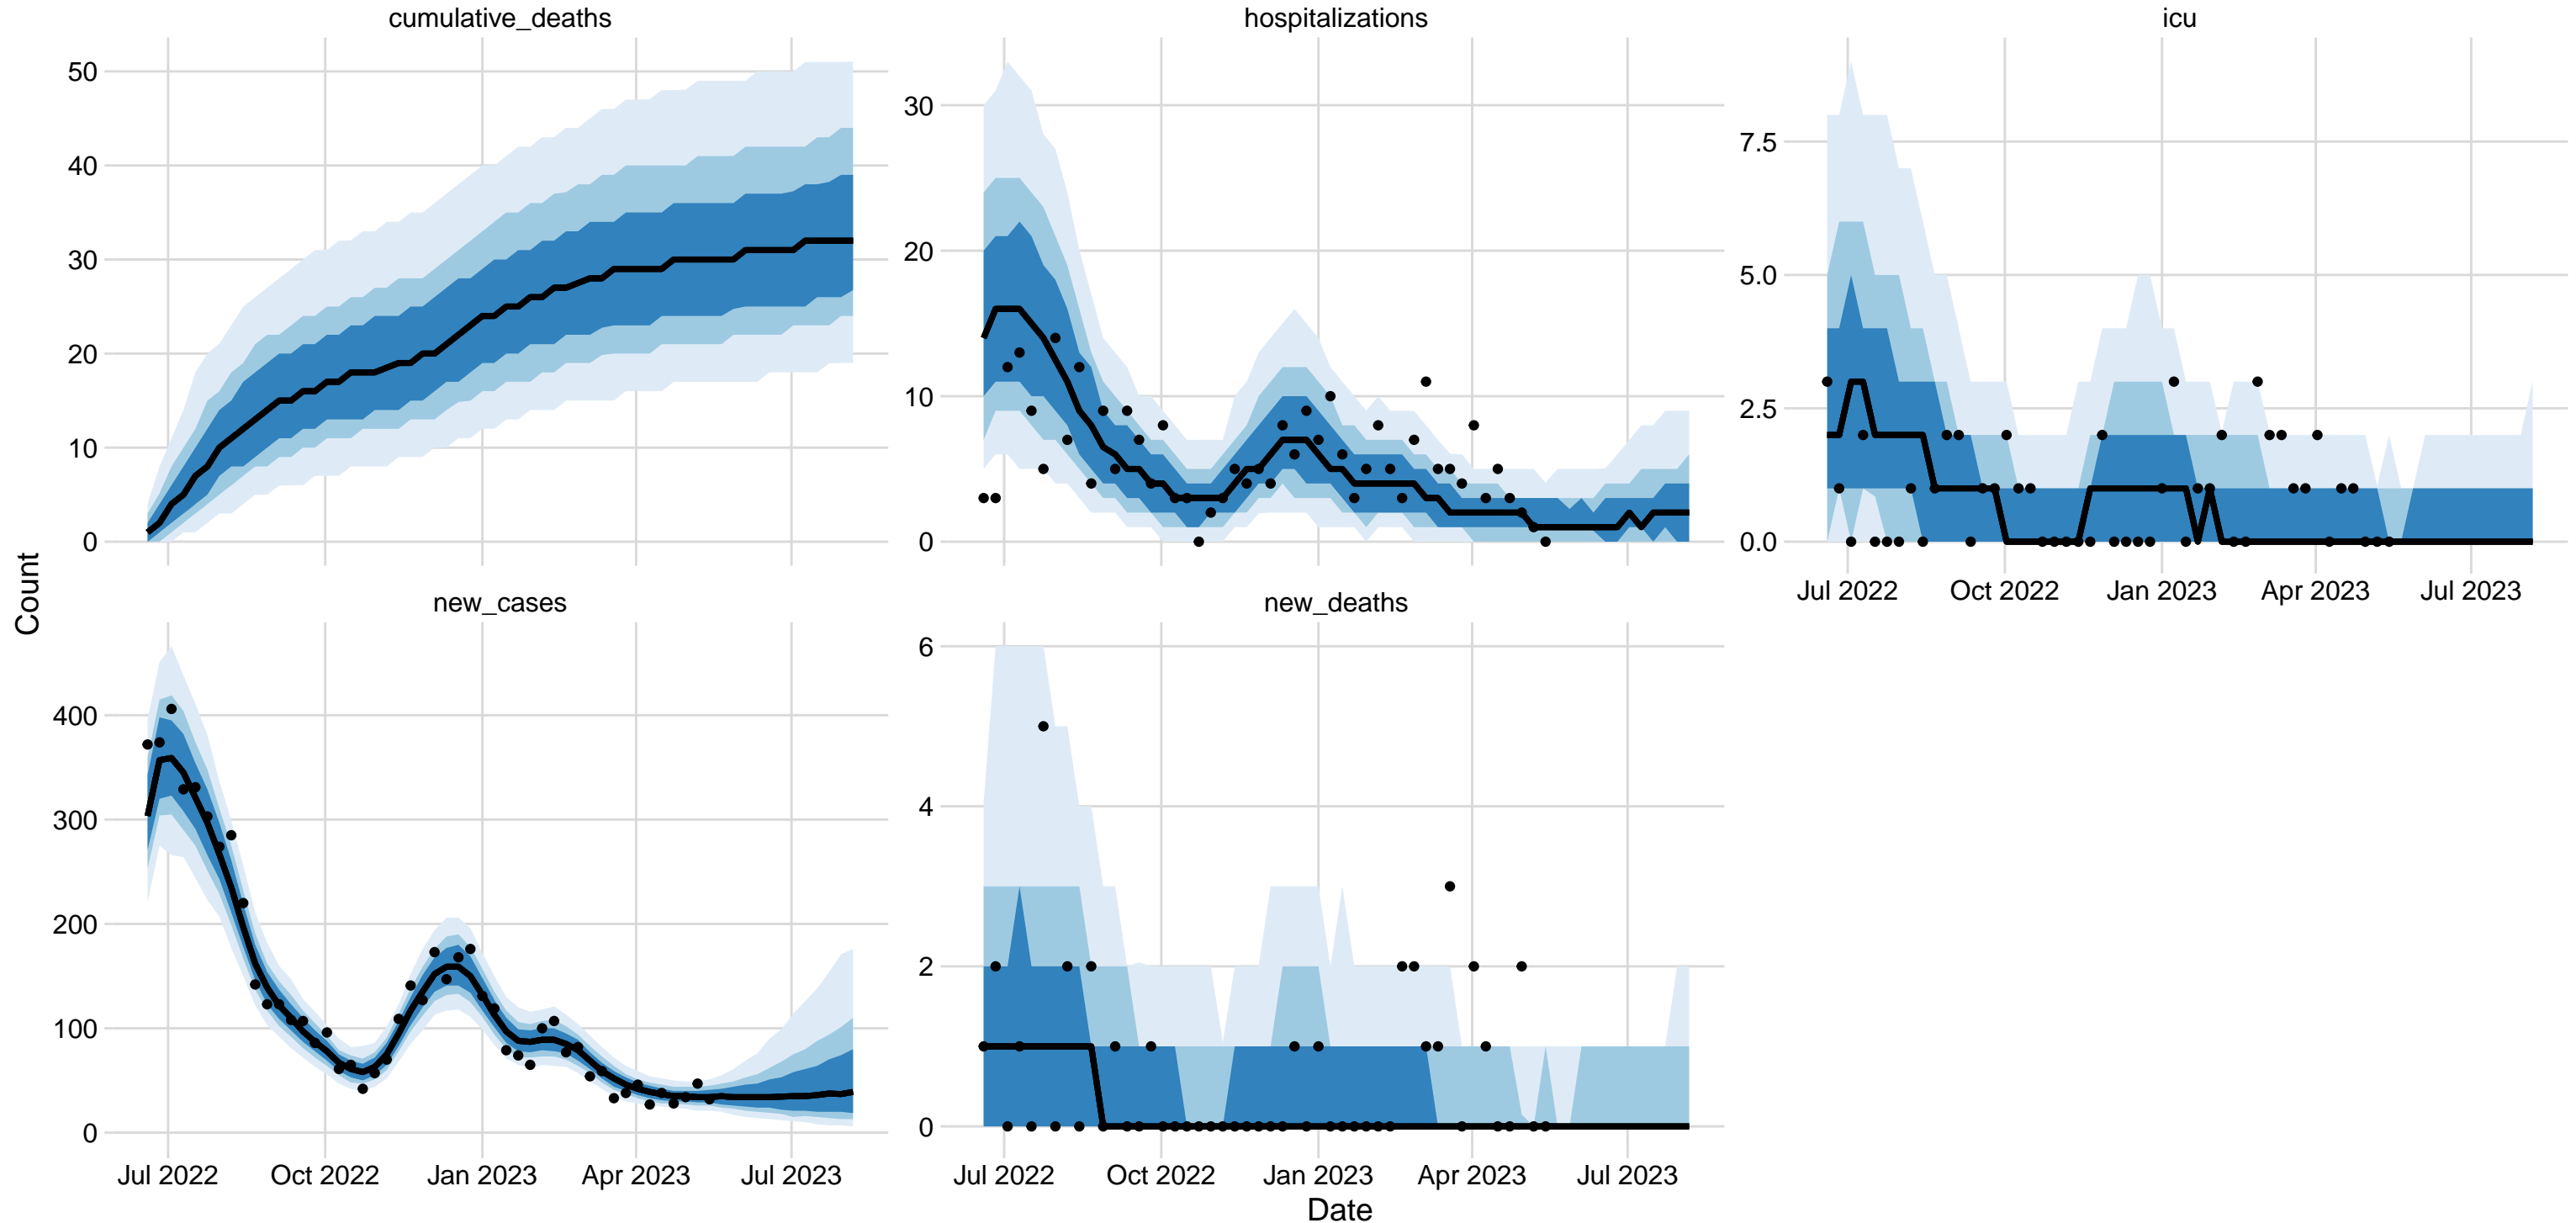 cumulative_deaths
hospitalizations
icu
50
40
30
20
10
0
30
20
10
0
7.5
5.0
2.5
0.0
Jul 2022 Oct 2022 Jan 2023 Apr 2023 Jul 2023
Count
new_cases
new_deaths
400
300
200
100
0
6
4
2
0
Jul 2022 Oct 2022 Jan 2023 Apr 2023 Jul 2023
Jul 2022 Oct 2022 Jan 2023 Apr 2023 Jul 2023
Date